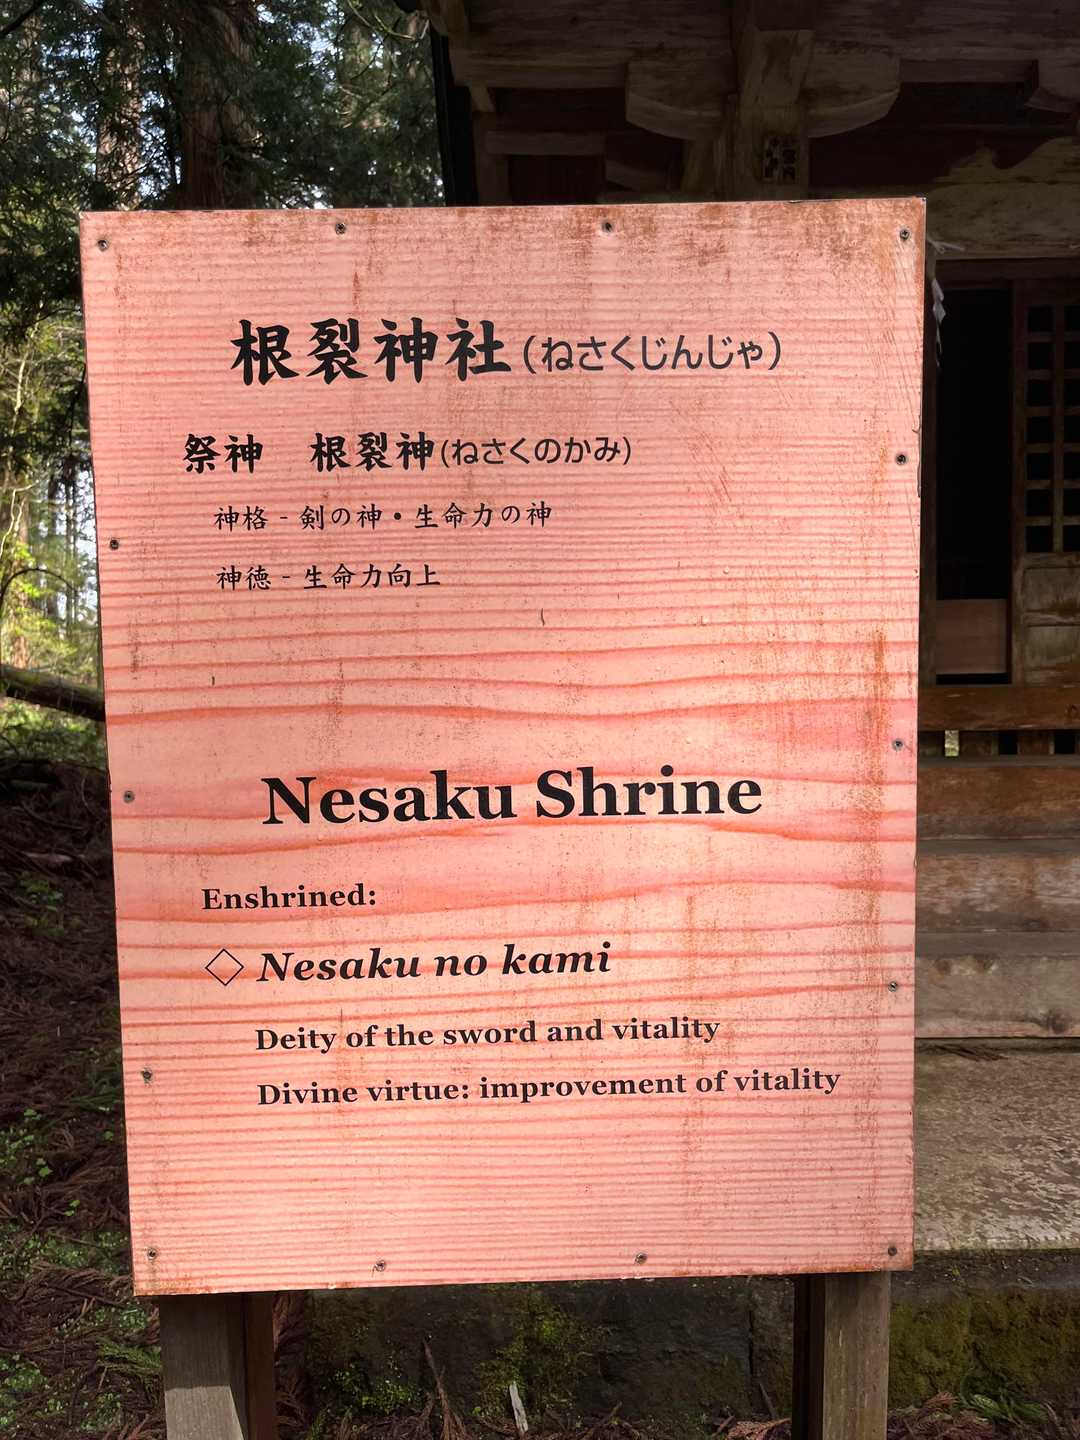 根裂神社(ねさくじんじゃ)
祭神　根裂神(ねさくのかみ)
神格 - 剣の神・生命力の神
神徳 - 生命力向上
Nesaku Shrine
Enshrined:
◇ Nesaku no kami
Deity of the sword and vitality
Divine virtue: improvement of vitality